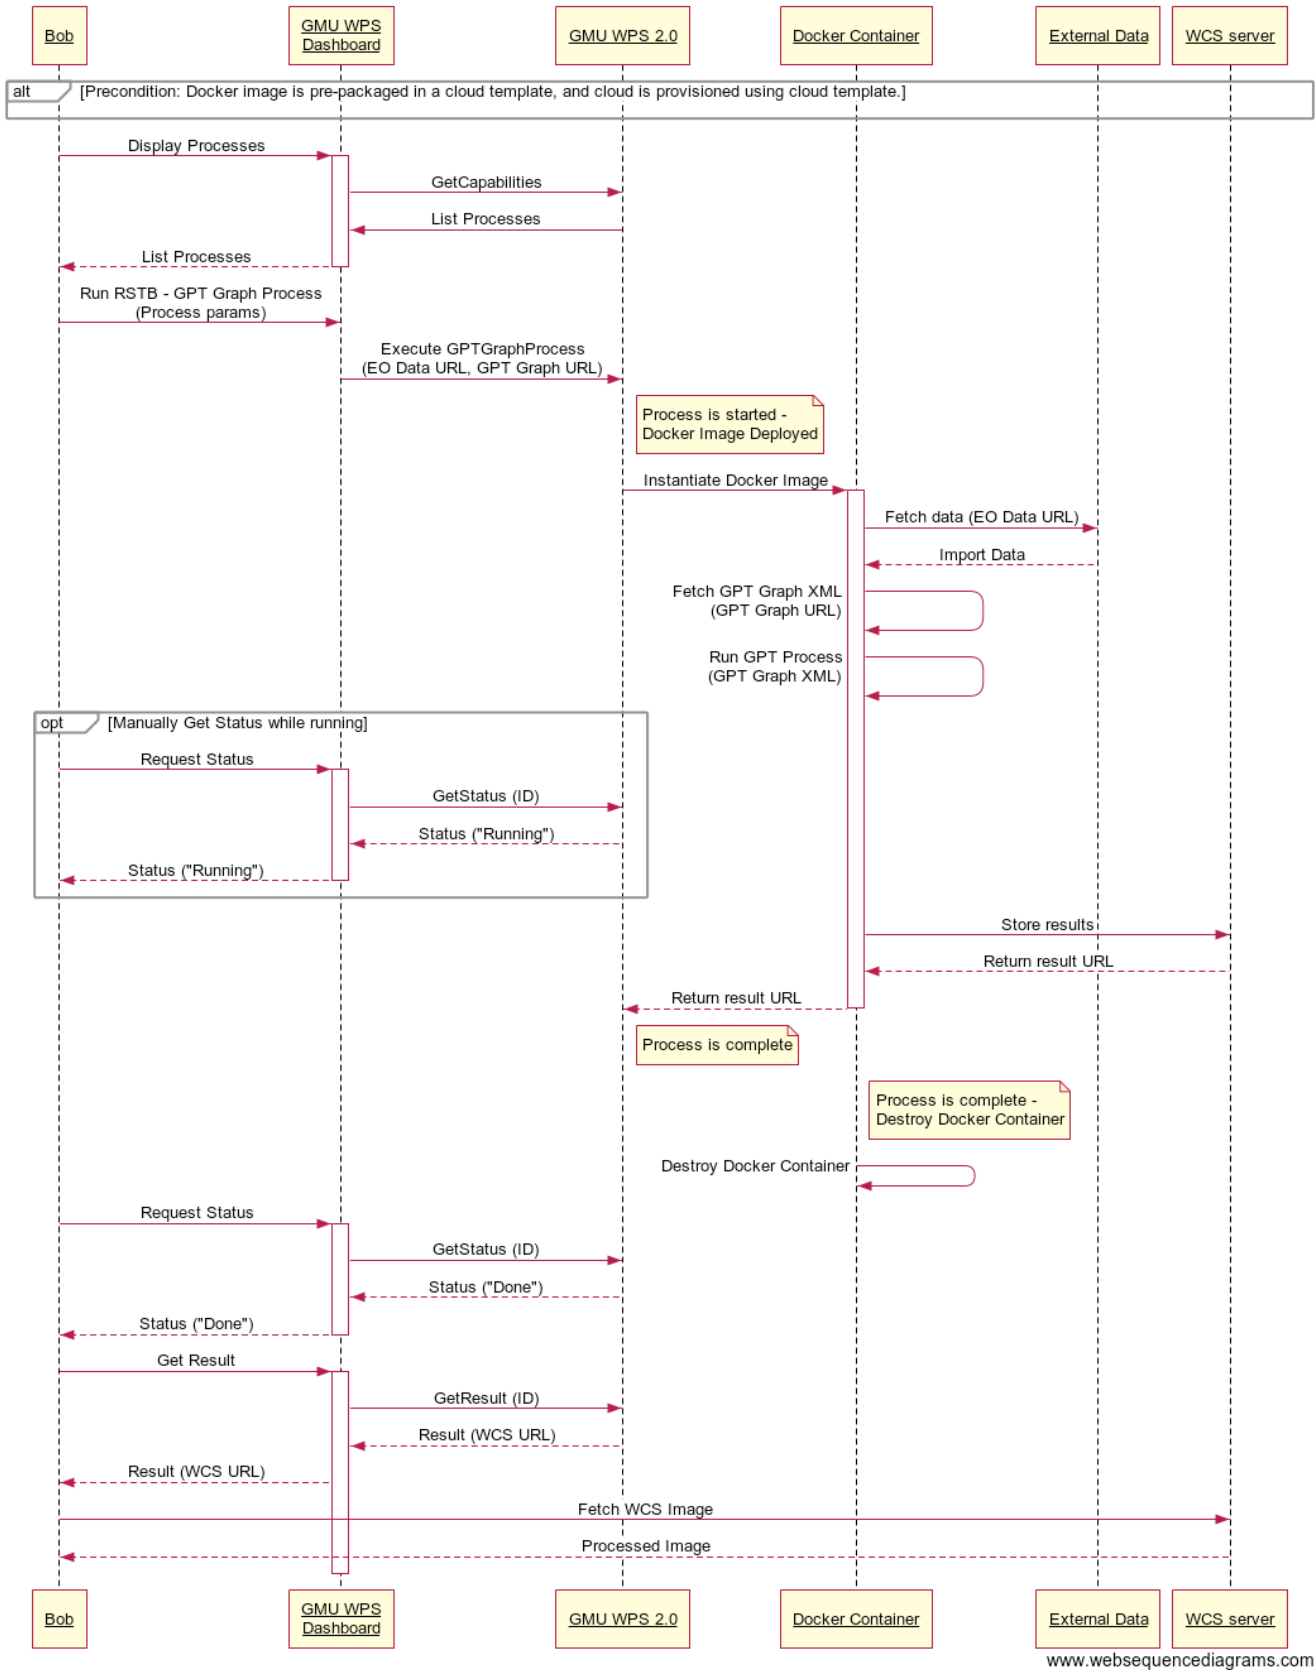 Bob
GMU WPS
Dashboard
GMU WPS 2.0
Docker Container
External Data
WCS server
alt
[Precondition: Docker image is pre-packaged in a cloud template, and cloud is provisioned using cloud template.]
Display Processes
GetCapabilities
List Processes
List Processes
Run RSTB - GPT Graph Process
(Process params)
Execute GPTGraphProcess
(EO Data URL, GPT Graph URL)
Process is started -
Docker Image Deployed
Instantiate Docker Image
Fetch data (EO Data URL)
Import Data
Fetch GPT Graph XML
(GPT Graph URL)
Run GPT Process
(GPT Graph XML)
opt
[Manually Get Status while running]
Request Status
GetStatus (ID)
Status ("Running")
Status ("Running")
Store results
Return result URL
Return result URL
Process is complete
Process is complete -
Destroy Docker Container
Destroy Docker Container
Request Status
GetStatus (ID)
Status ("Done")
Status ("Done")
Get Result
GetResult (ID)
Result (WCS URL)
Result (WCS URL)
Fetch WCS Image
Processed Image
Bob
GMU WPS
Dashboard
GMU WPS 2.0
Docker Container
External Data
WCS server
www.websequencediagrams.com